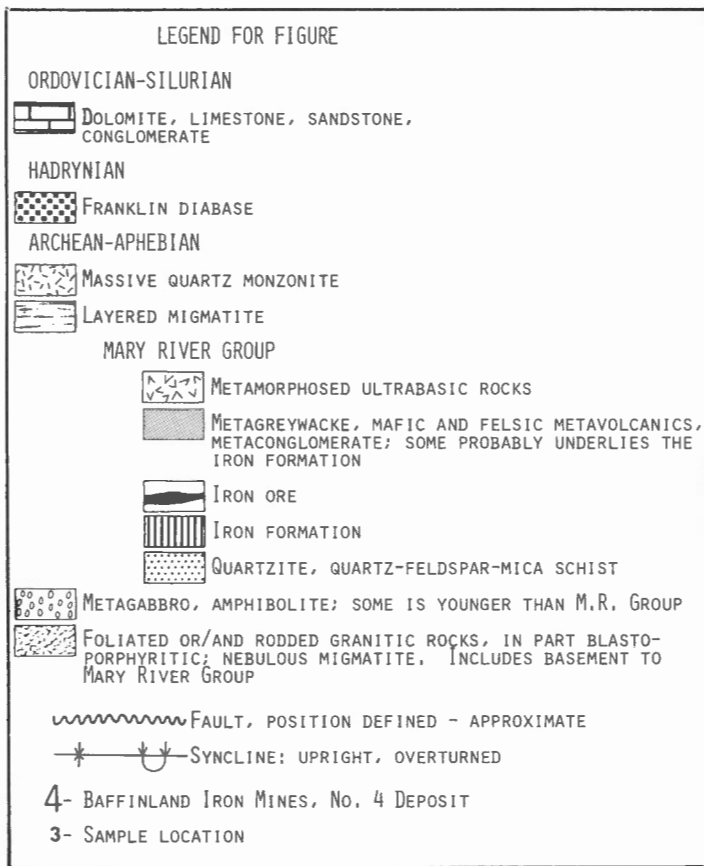 LEGEND FOR FIGURE
ORDOVICIAN-SILURIAN
DOLOMITE, LIMESTONE, SANDSTONE,
CONGLOMERATE
HADRYNIAN
FRANKLIN DIABASE
ARCHEAN-APHEBIAN
MASSIVE QUARTZ MONZONITE
LAYERED MIGMATITE
MARY RIVER GROUP
METAMORPHOSED ULTRABASIC ROCKS
METAGREYWACKE, MAFIC AND FELSIC METAVOLCANICS,
METACONGLOMERATE; SOME PROBABLY UNDERLIES THE
IRON FORMATION
IRON ORE
IRON FORMATION
QUARTZITE, QUARTZ-FELDSPAR-MICA SCHIST
METAGABBRO, AMPHIBOLITE; SOME IS YOUNGER THAN M.R. GROUP
FOLIATED OR/AND RODDED GRANITIC ROCKS, IN PART BLASTO-
PORPHYRITIC; NEBULOUS MIGMATITE. INCLUDES BASEMENT TO
MARY RIVER GROUP
FAULT, POSITION DEFINED - APPROXIMATE
SYNCLINE: UPRIGHT, OVERTURNED
4- BAFFINLAND IRON MINES, NO. 4 DEPOSIT
3- SAMPLE LOCATION